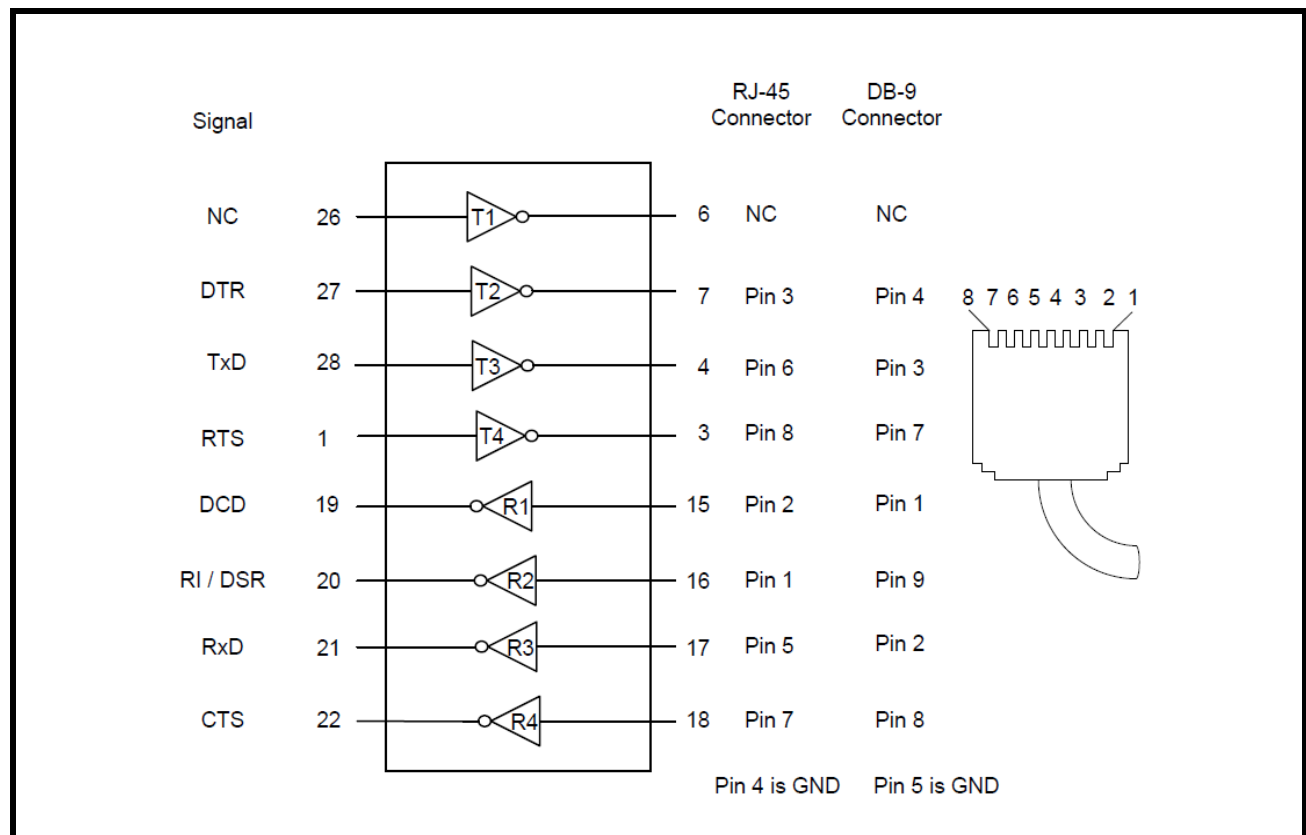 RJ-45 DB-9
Signal Connector Connector
NC 26 T1 6 NC NC
DTR 27 T2 7 Pin 3 Pin 4 8 7 6 5 4 3 2 1
TxD 28 T3 4 Pin 6 Pin 3
RTS 1 T4 3 Pin 8 Pin 7
DCD 19 R1 15 Pin 2 Pin 1
RI / DSR 20 R2 16 Pin 1 Pin 9
RxD 21 R3 17 Pin 5 Pin 2
CTS 22 R4 18 Pin 7 Pin 8
Pin 4 is GND Pin 5 is GND